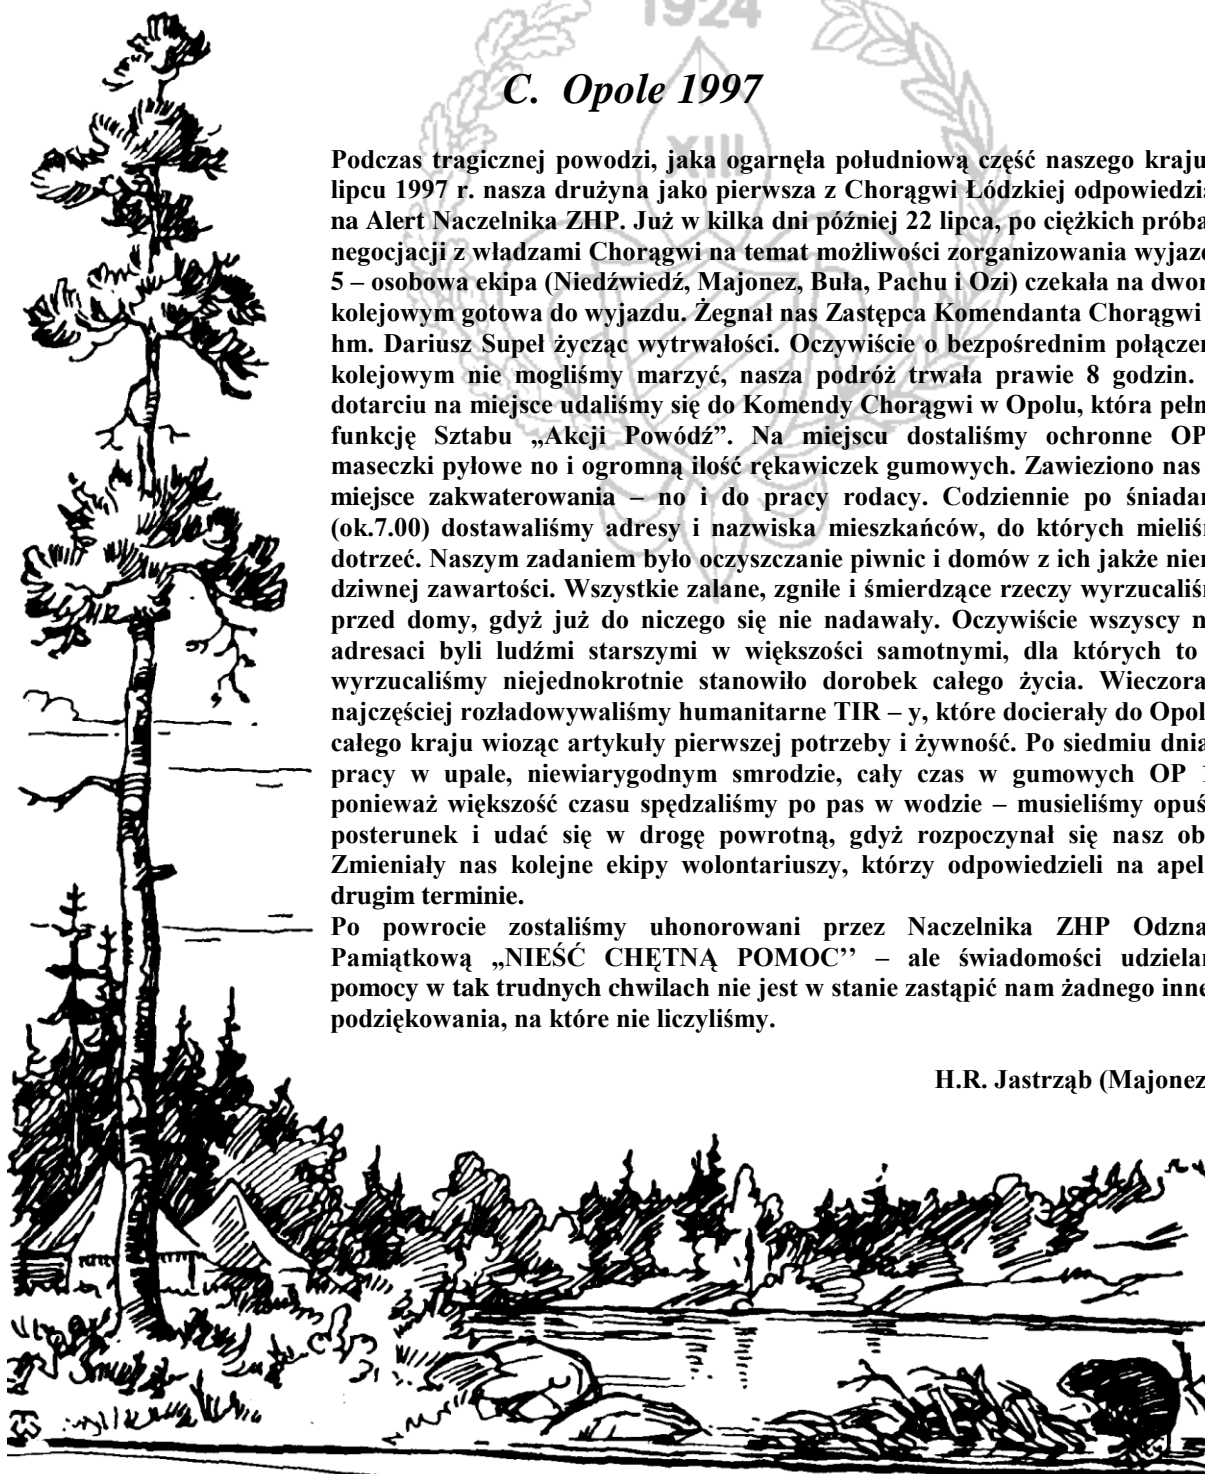 1924
XIII
C. Opole 1997
Podczas tragicznej powodzi, jaka ogarnęła południową część naszego kraju
lipcu 1997 r. nasza drużyna jako pierwsza z Chorągwi Łódzkiej odpowiedzia
na Alert Naczelnika ZHP. Już w kilka dni później 22 lipca, po ciężkich próba
negocjacji z władzami Chorągwi na temat możliwości zorganizowania wyjazd
5 – osobowa ekipa (Niedźwiedź, Majonez, Buła, Pachu i Ozi) czekała na dwor
kolejowym gotowa do wyjazdu. Żegnał nas Zastępca Komendanta Chorągwi
hm. Dariusz Supeł życząc wytrwałości. Oczywiście o bezpośrednim połączen
kolejowym nie mogliśmy marzyć, nasza podróż trwała prawie 8 godzin.
dotarciu na miejsce udaliśmy się do Komendy Chorągwi w Opolu, która pełn
funkcję Sztabu „Akcji Powódź”. Na miejscu dostaliśmy ochronne OP
maseczki pyłowe no i ogromną ilość rękawiczek gumowych. Zawieziono nas
miejsce zakwaterowania – no i do pracy rodacy. Codziennie po śniadan
(ok.7.00) dostawaliśmy adresy i nazwiska mieszkańców, do których mieliś
dotrzeć. Naszym zadaniem było oczyszczanie piwnic i domów z ich jakże nie
dziwnej zawartości. Wszystkie zalane, zgniłe i śmierdzące rzeczy wyrzucaliś
przed domy, gdyż już do niczego się nie nadawały. Oczywiście wszyscy n
adresaci byli ludźmi starszymi w większości samotnymi, dla których to
wyrzucaliśmy niejednokrotnie stanowiło dorobek całego życia. Wieczora
najczęściej rozładowywaliśmy humanitarne TIR – y, które docierały do Opol
całego kraju wioząc artykuły pierwszej potrzeby i żywność. Po siedmiu dnia
pracy w upale, niewiarygodnym smrodzie, cały czas w gumowych OP 1
ponieważ większość czasu spędzaliśmy po pas w wodzie – musieliśmy opuś
posterunek i udać się w drogę powrotną, gdyż rozpoczynał się nasz ob
Zmieniały nas kolejne ekipy wolontariuszy, którzy odpowiedzieli na apel
drugim terminie.
Po powrocie zostaliśmy uhonorowani przez Naczelnika ZHP Odzna
Pamiątkową „NIEŚĆ CHĘTNĄ POMOC’’ – ale świadomości udzielan
pomocy w tak trudnych chwilach nie jest w stanie zastąpić nam żadnego inne
podziękowania, na które nie liczyliśmy.
H.R. Jastrząb (Majonez